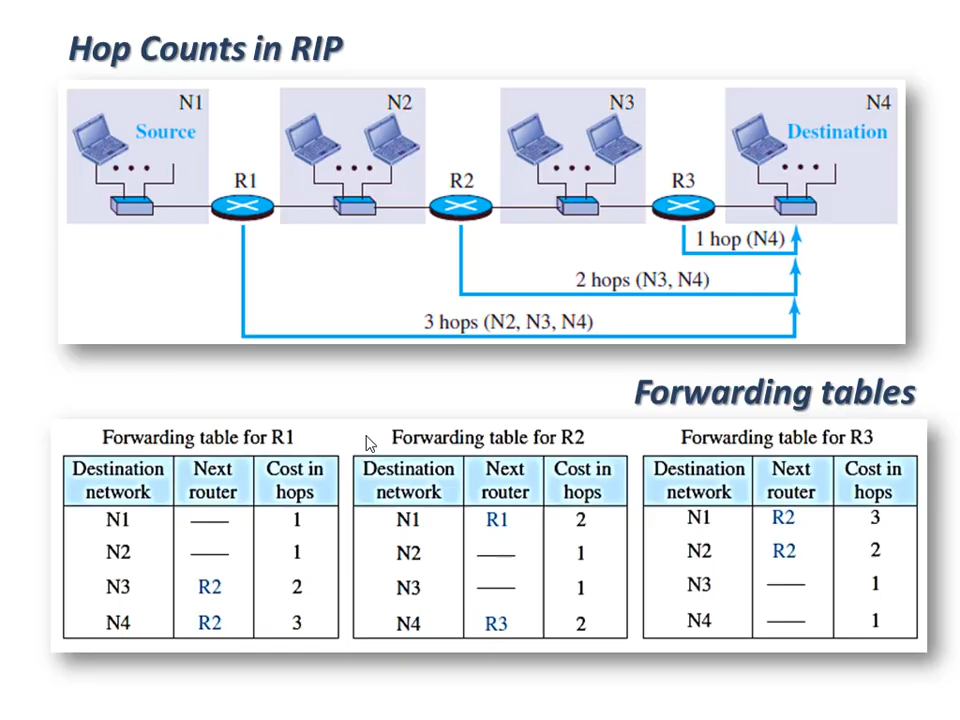 Hop Counts in RIP
N1 N2 N3 N4
Source Destination
R1 R2 R3
1 hop (N4)
2 hops (N3, N4)
3 hops (N2, N3, N4)
Forwarding tables
Forwarding table for R1
Destination network Next router Cost in hops
N1 —— 1
N2 —— 1
N3 R2 2
N4 R2 3
Forwarding table for R2
Destination network Next router Cost in hops
N1 R1 2
N2 —— 1
N3 —— 1
N4 R3 2
Forwarding table for R3
Destination network Next router Cost in hops
N1 R2 3
N2 R2 2
N3 —— 1
N4 —— 1